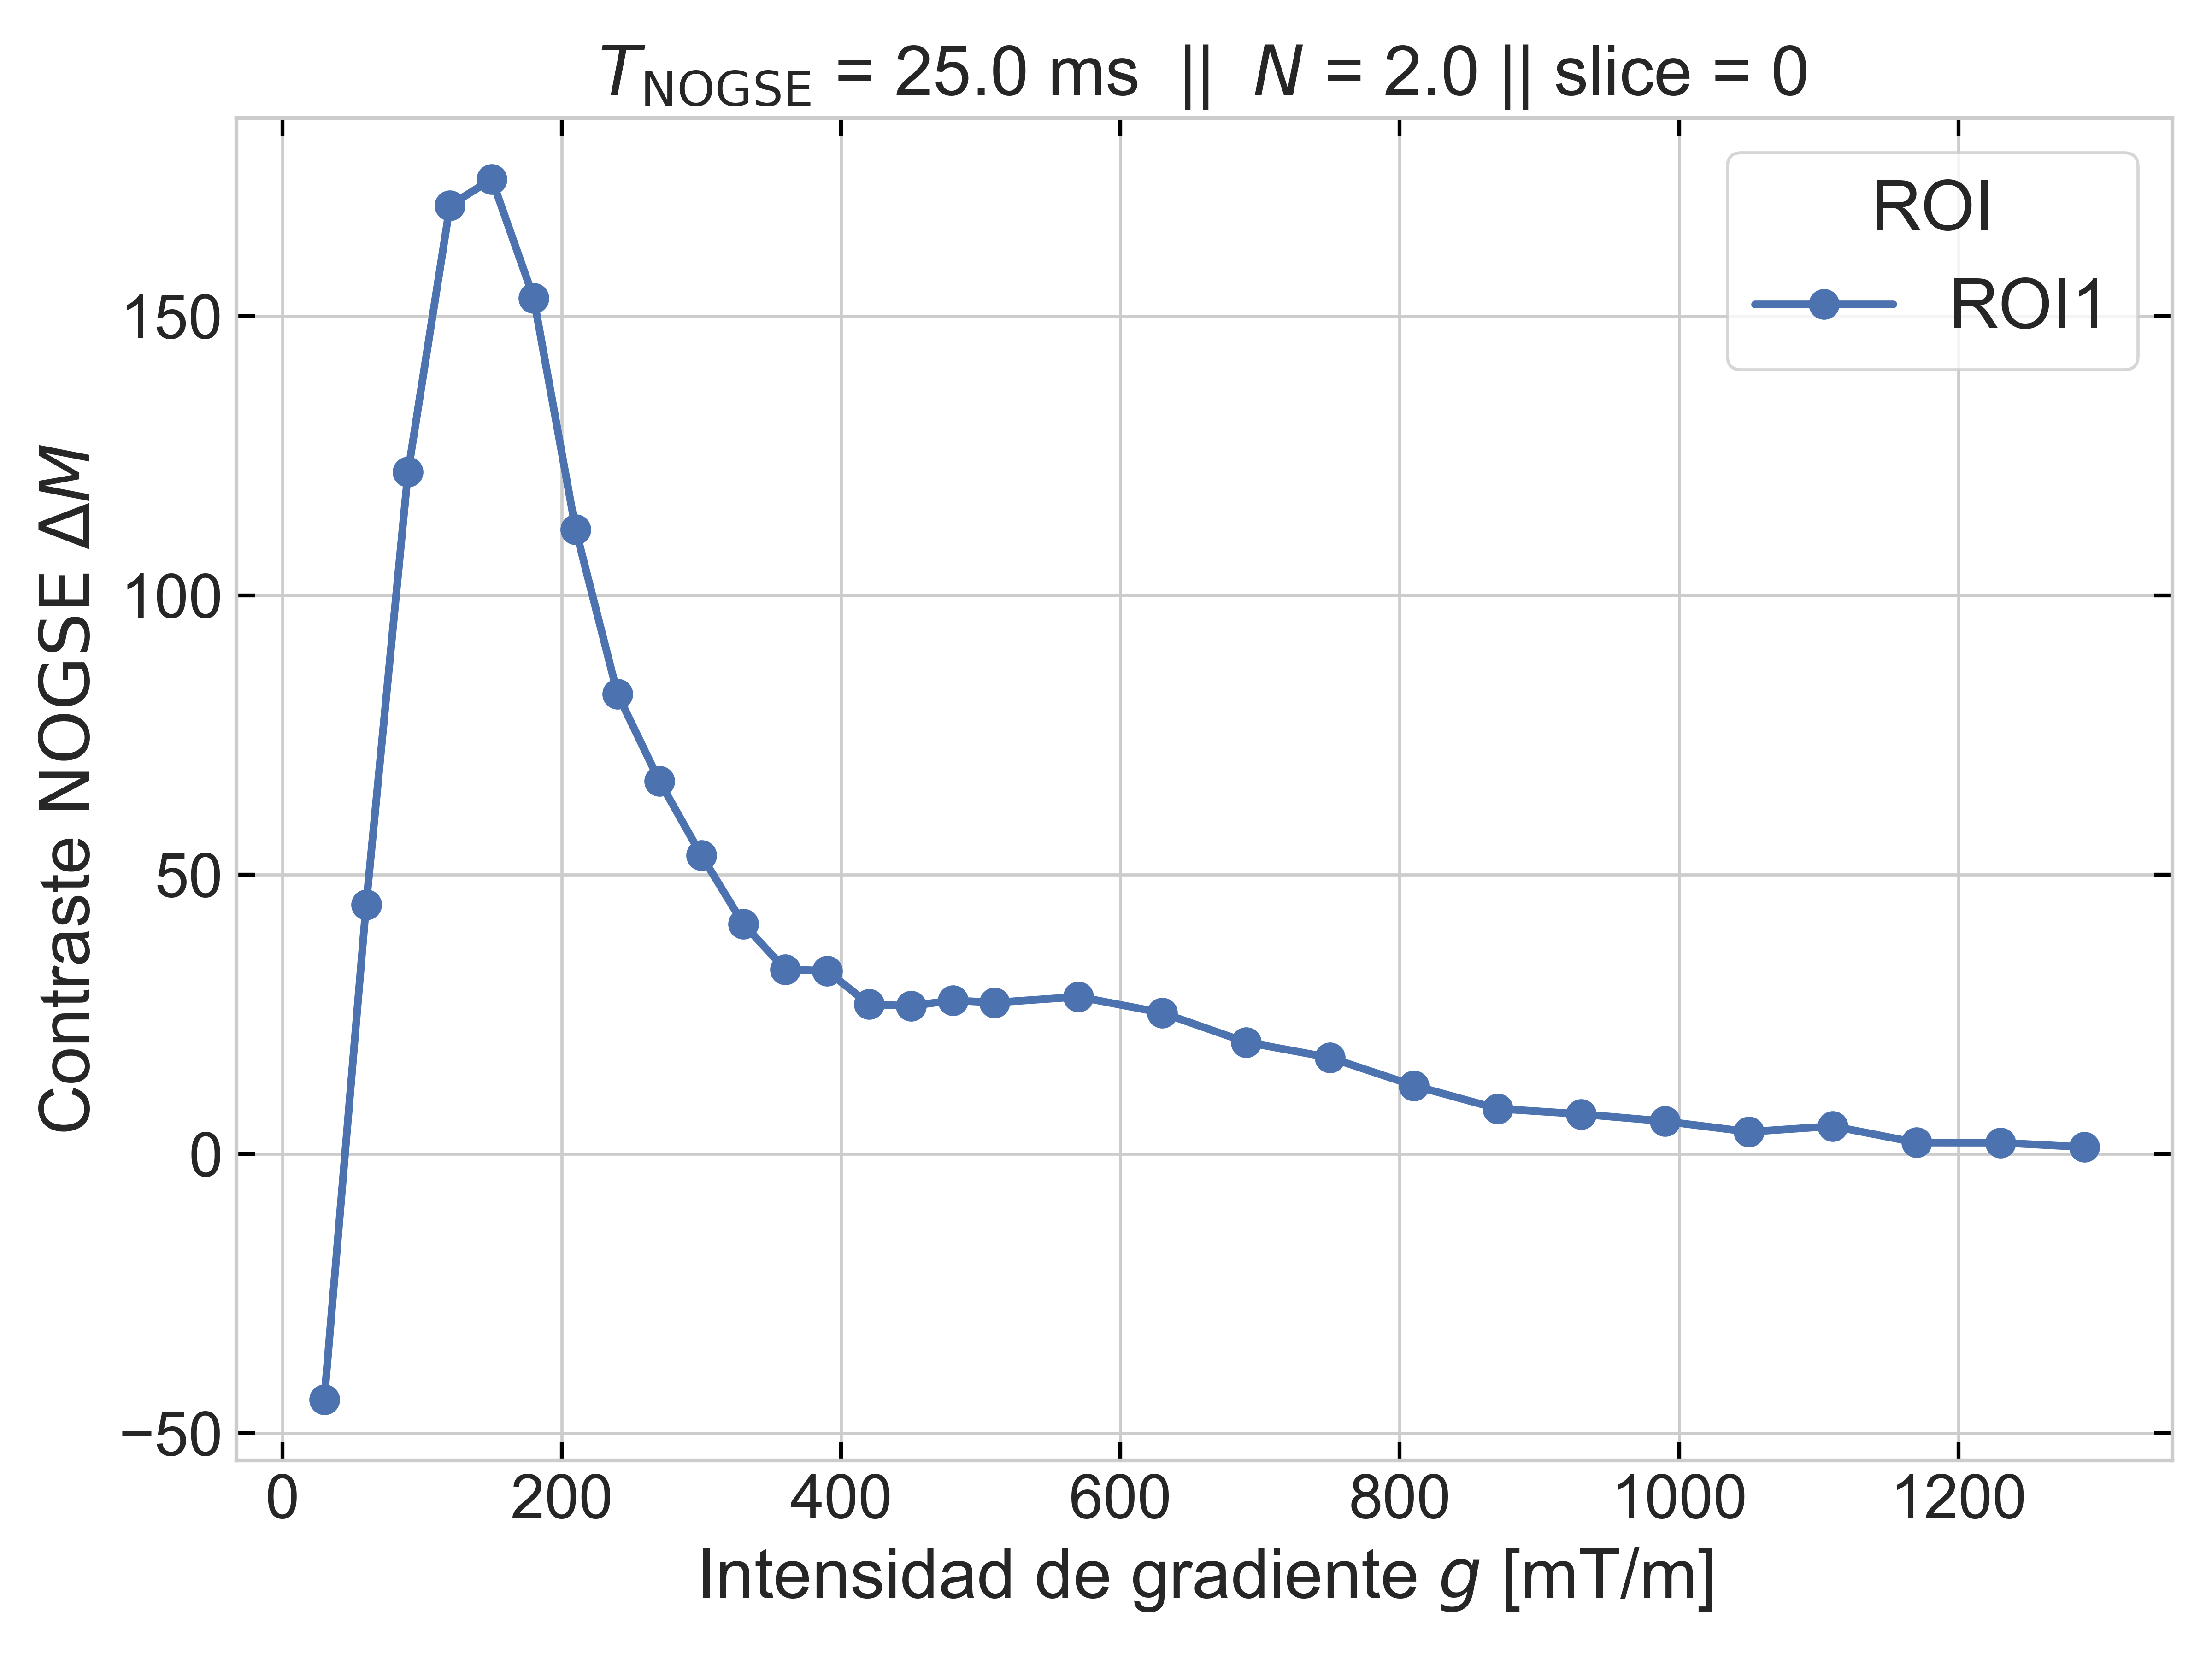 T_NOGSE = 25.0 ms || N = 2.0 || slice = 0
ROI
ROI1
Contraste NOGSE ΔM
150
100
50
0
−50
0 200 400 600 800 1000 1200
Intensidad de gradiente g [mT/m]